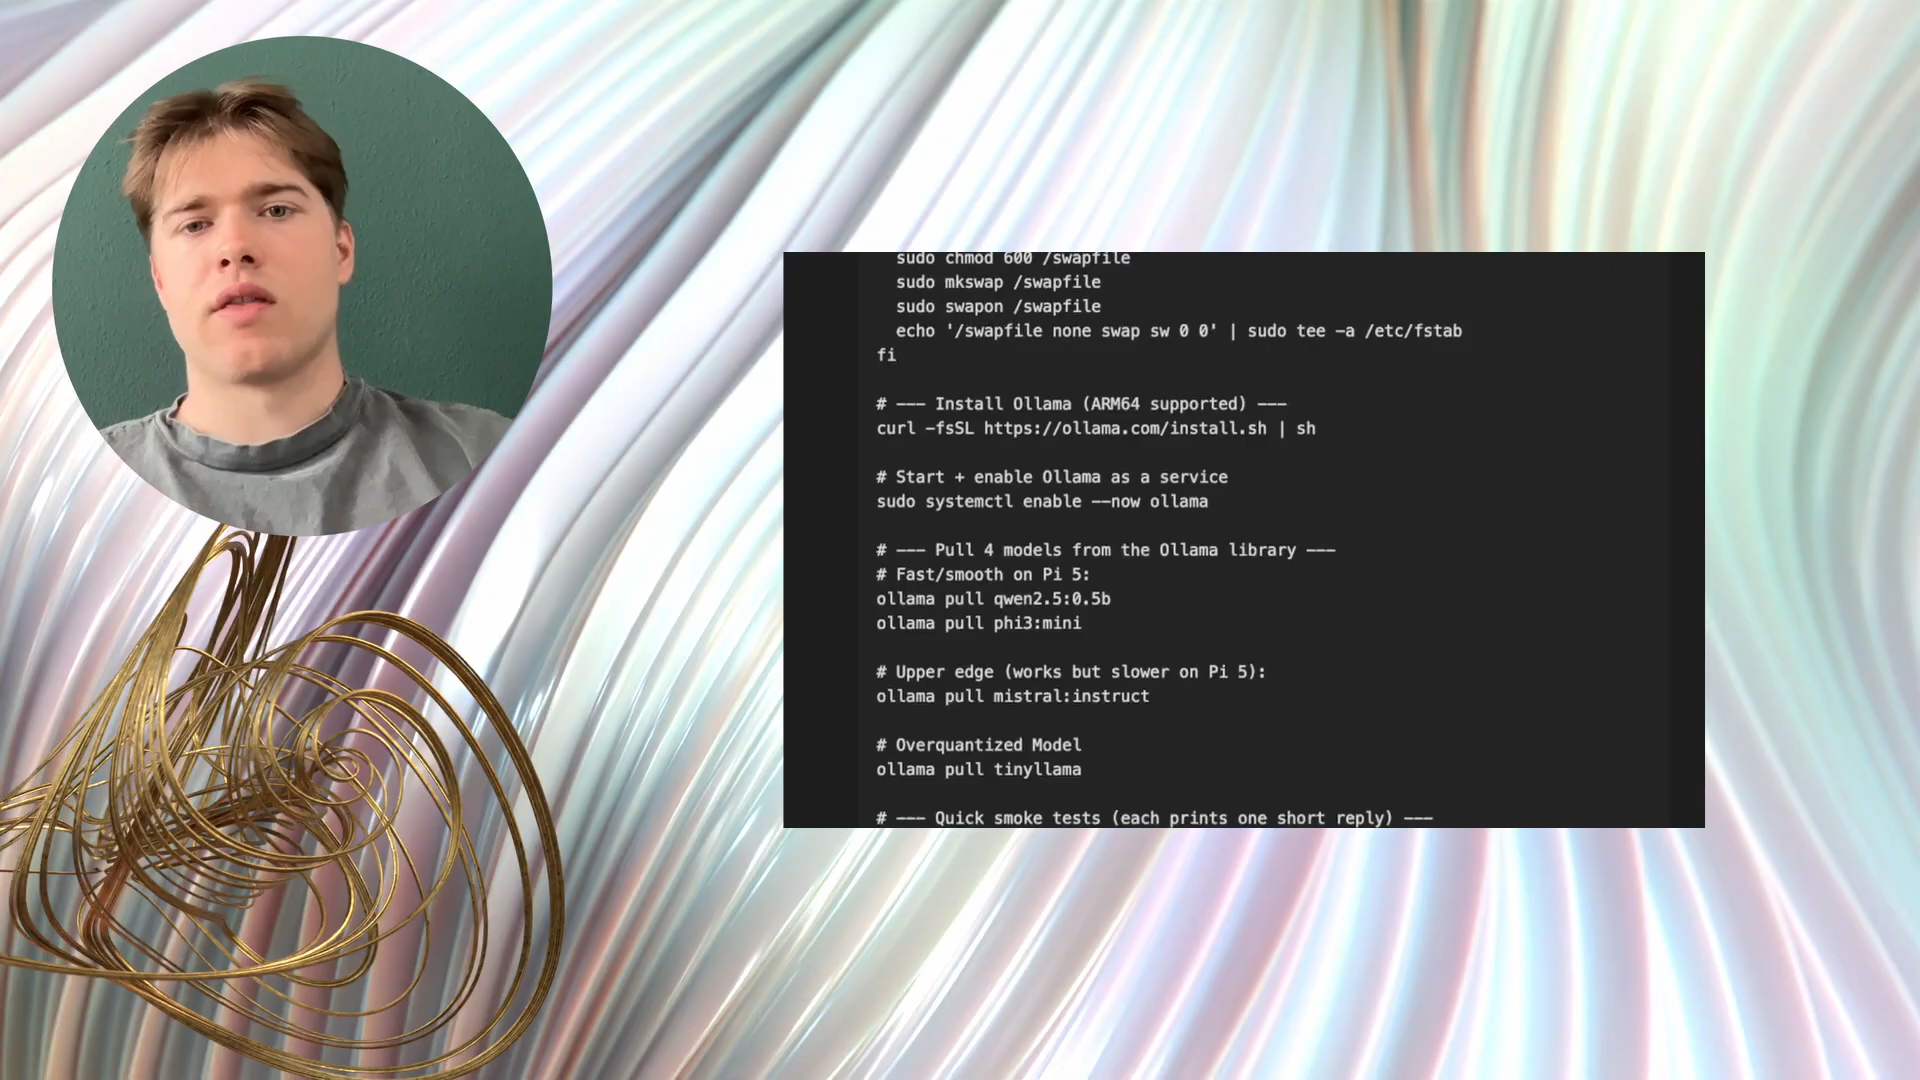 sudo chmod 600 /swapfile
sudo mkswap /swapfile
sudo swapon /swapfile
echo '/swapfile none swap sw 0 0' | sudo tee -a /etc/fstab
fi
# --- Install Ollama (ARM64 supported) ---
curl -fsSL https://ollama.com/install.sh | sh
# Start + enable Ollama as a service
sudo systemctl enable --now ollama
# --- Pull 4 models from the Ollama library ---
# Fast/smooth on Pi 5:
ollama pull qwen2.5:0.5b
ollama pull phi3:mini
# Upper edge (works but slower on Pi 5):
ollama pull mistral:instruct
# Overquantized Model
ollama pull tinyllama
# --- Quick smoke tests (each prints one short reply) ---